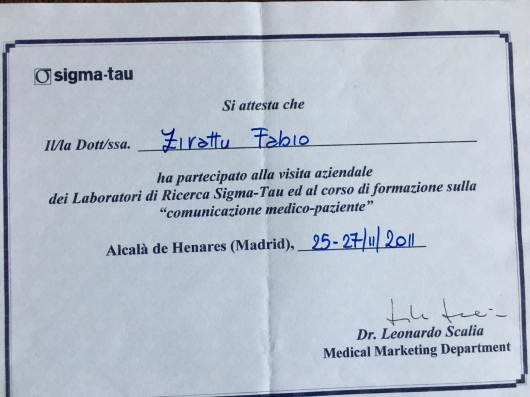 sigma-tau
Si attesta che
Il/la Dott/ssa. Zirattu Fabio
ha partecipato alla visita aziendale
dei Laboratori di Ricerca Sigma-Tau ed al corso di formazione sulla
“comunicazione medico-paziente”
Alcalà de Henares (Madrid), 25-27/11/2011
Dr. Leonardo Scalia
Medical Marketing Department